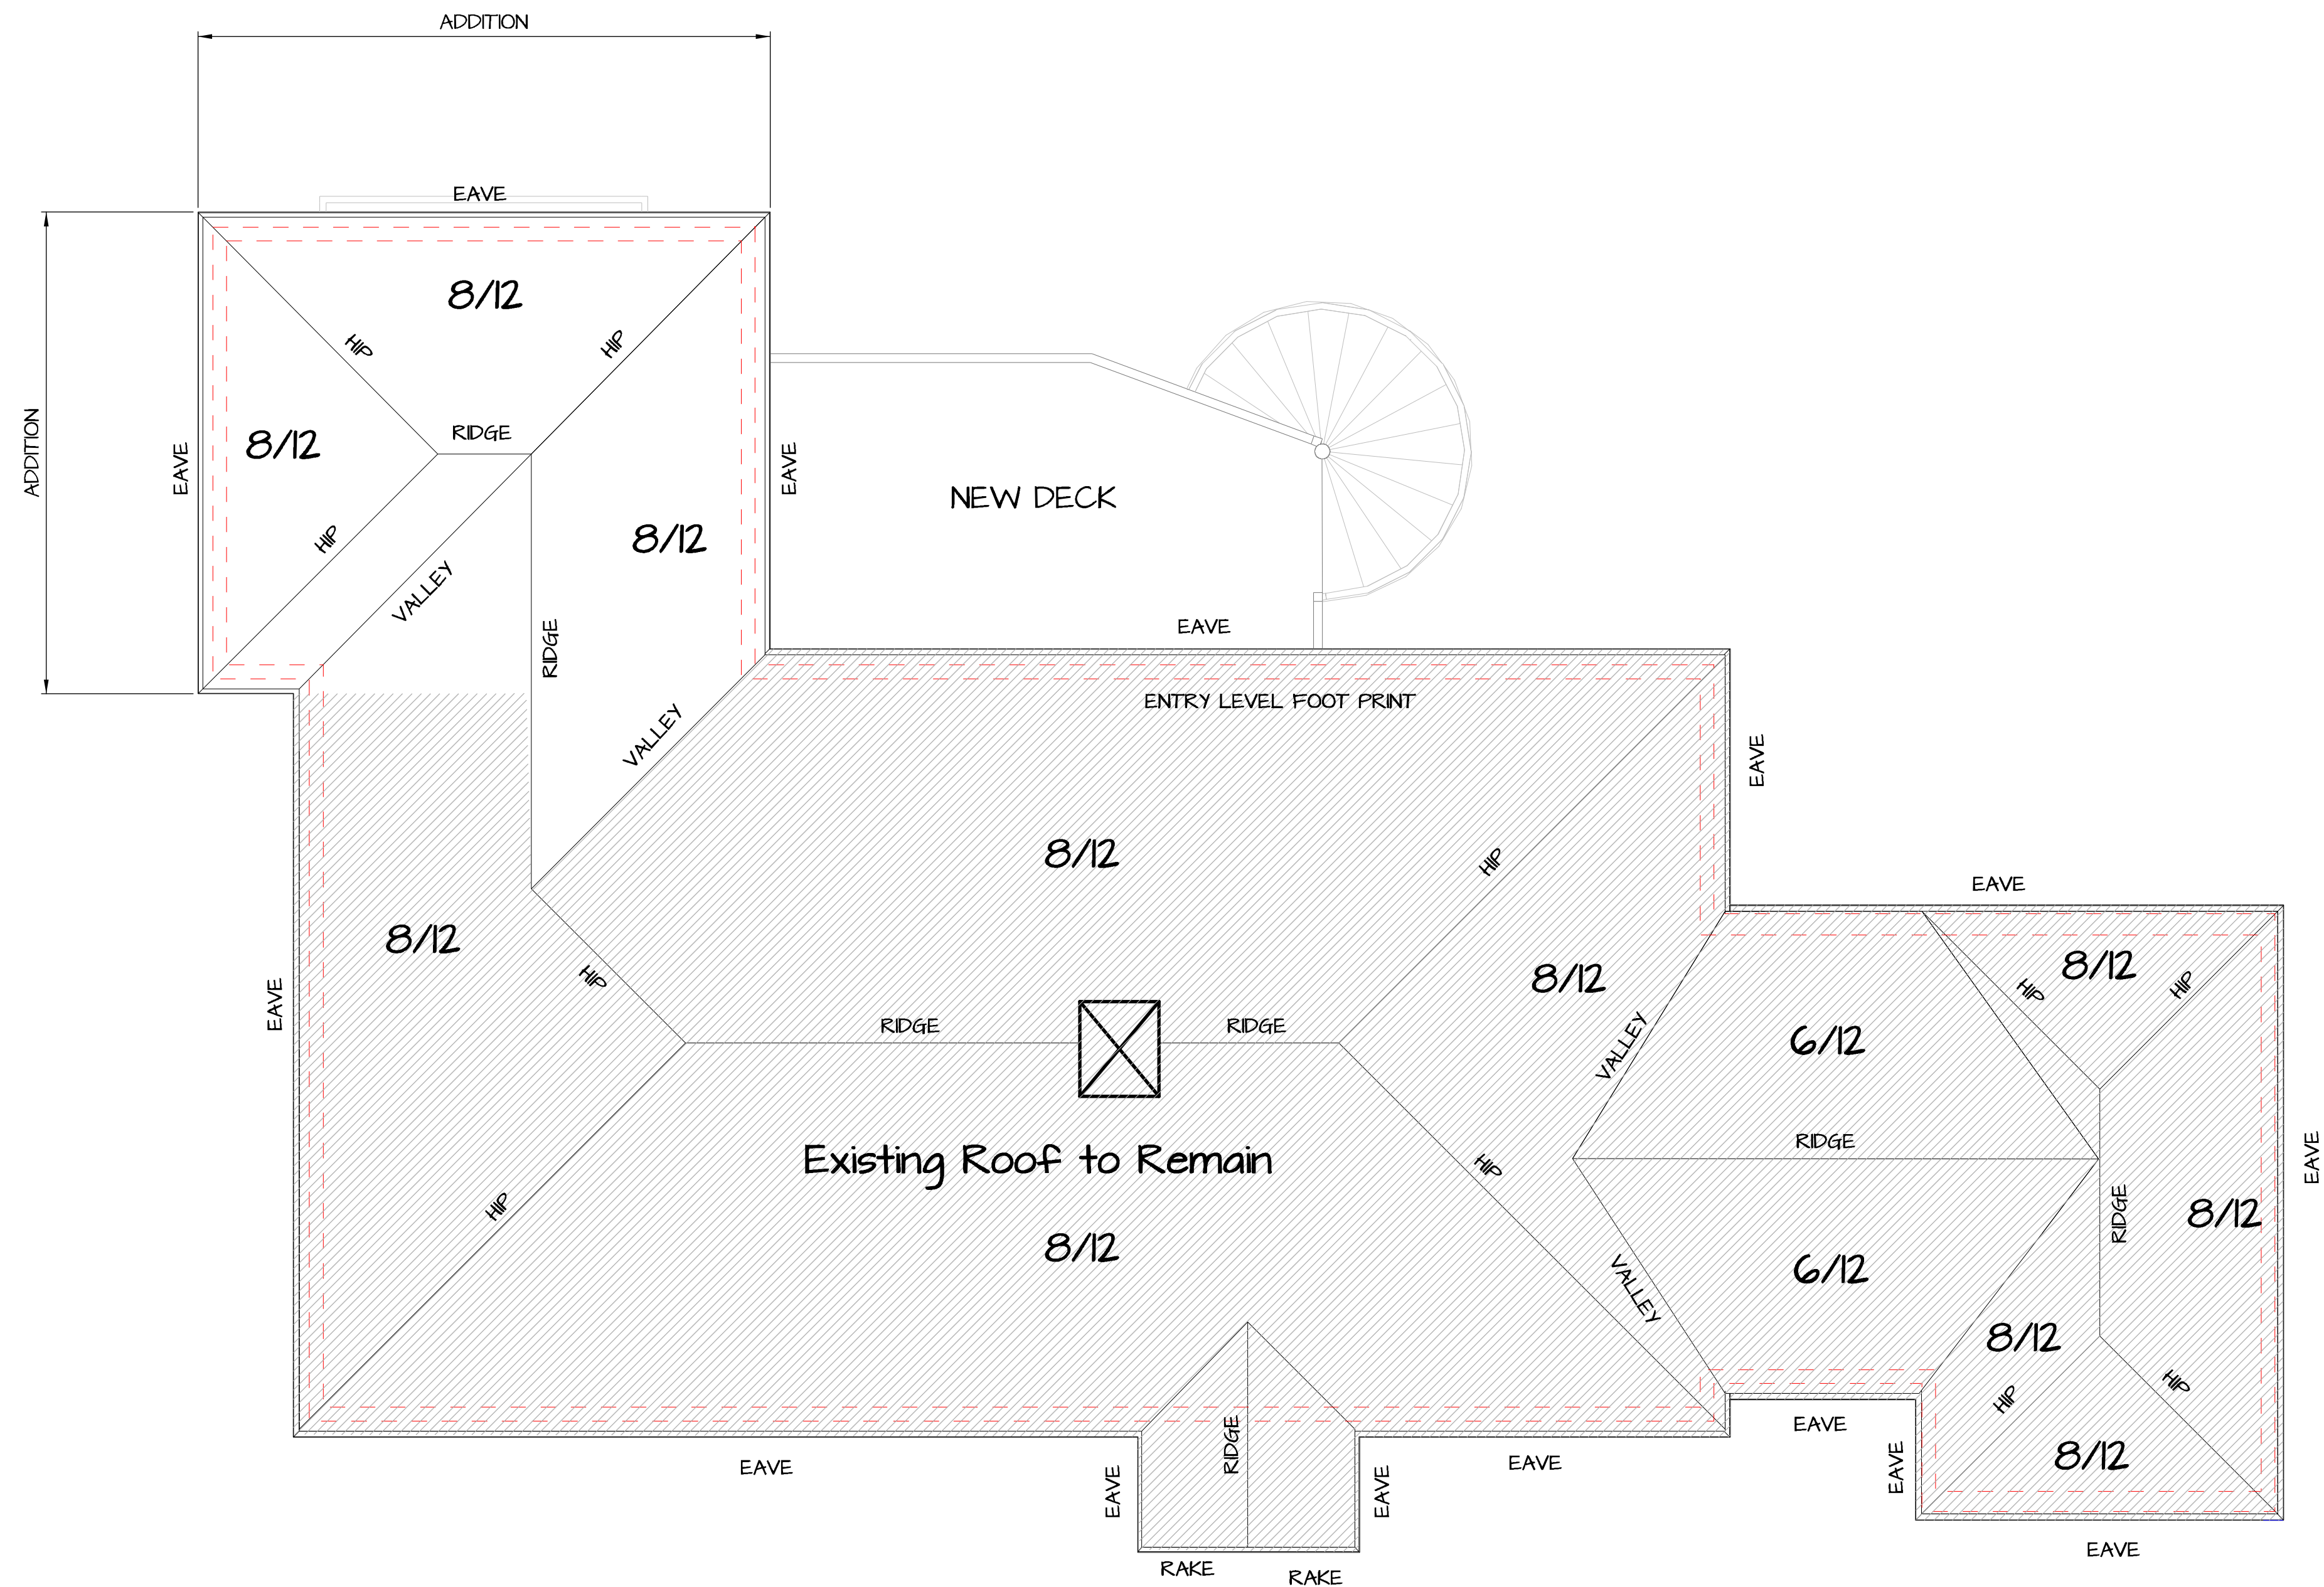 ADDITION
EAVE
8/12
HIP
HIP
ADDITION
EAVE
8/12
RIDGE
EAVE
NEW DECK
HIP
8/12
VALLEY
RIDGE
EAVE
ENTRY LEVEL FOOT PRINT
VALLEY
EAVE
8/12
HIP
EAVE
8/12
HIP
EAVE
8/12
8/12
HIP
HIP
RIDGE
RIDGE
VALLEY
6/12
Existing Roof to Remain
HIP
RIDGE
EAVE
HIP
RIDGE
8/12
8/12
6/12
VALLEY
8/12
HIP
HIP
RIDGE
EAVE
8/12
EAVE
EAVE
EAVE
EAVE
EAVE
EAVE
RAKE
RAKE